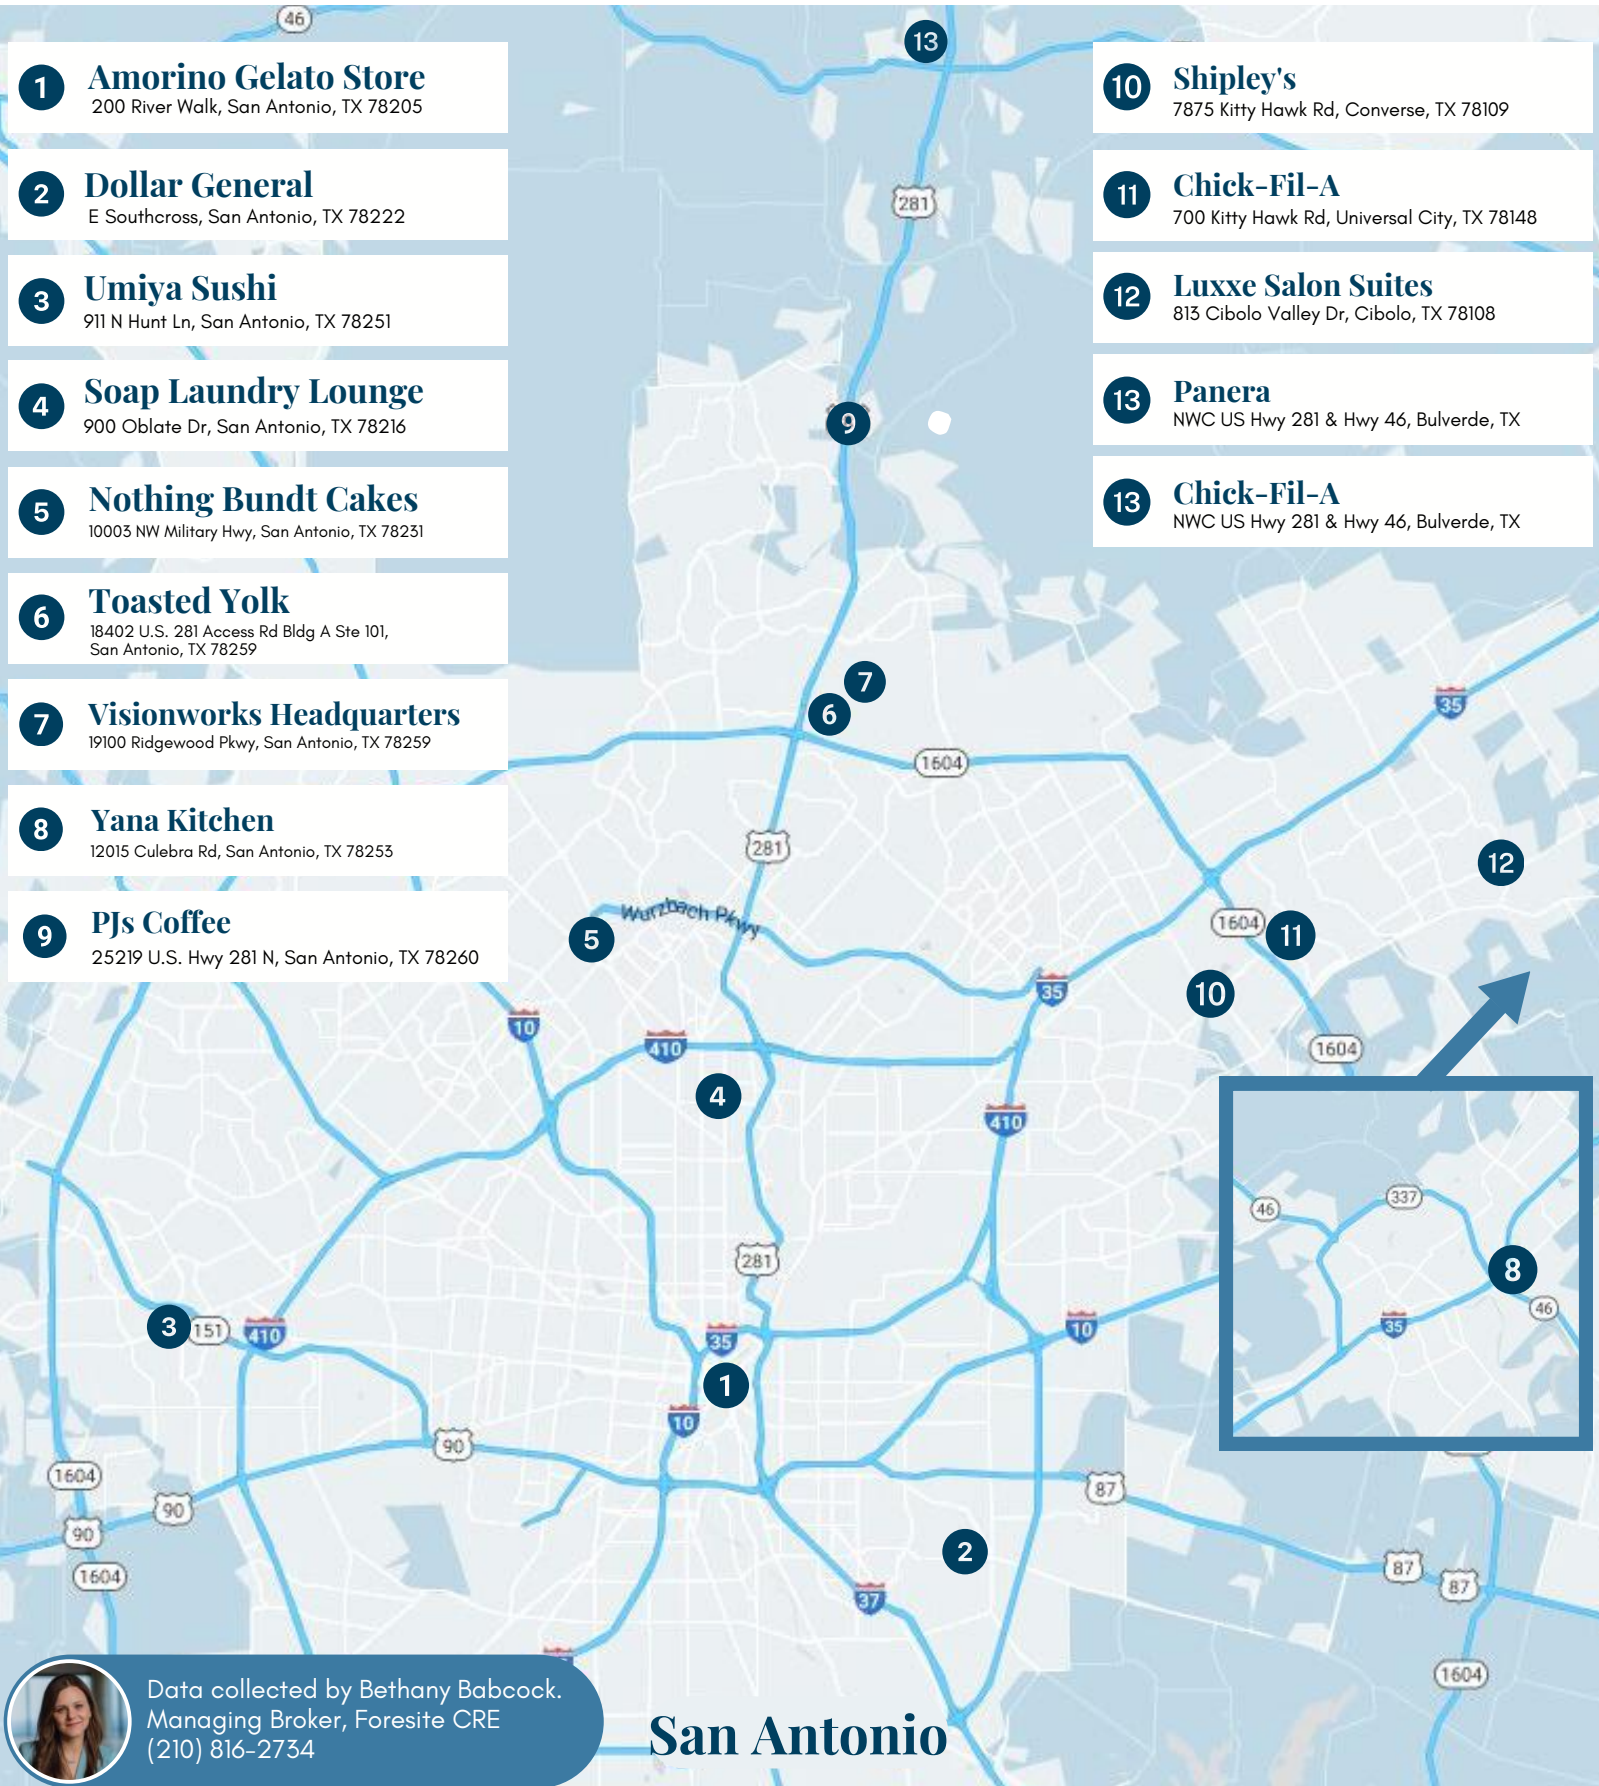 1
Amorino Gelato Store
200 River Walk, San Antonio, TX 78205
2
Dollar General
E Southcross, San Antonio, TX 78222
3
Umiya Sushi
911 N Hunt Ln, San Antonio, TX 78251
4
Soap Laundry Lounge
900 Oblate Dr, San Antonio, TX 78216
5
Nothing Bundt Cakes
10003 NW Military Hwy, San Antonio, TX 78231
6
Toasted Yolk
18402 U.S. 281 Access Rd Bldg A Ste 101,
San Antonio, TX 78259
7
Visionworks Headquarters
19100 Ridgewood Pkwy, San Antonio, TX 78259
8
Yana Kitchen
12015 Culebra Rd, San Antonio, TX 78253
9
PJs Coffee
25219 U.S. Hwy 281 N, San Antonio, TX 78260
10
Shipley's
7875 Kitty Hawk Rd, Converse, TX 78109
11
Chick-Fil-A
700 Kitty Hawk Rd, Universal City, TX 78148
12
Luxxe Salon Suites
813 Cibolo Valley Dr, Cibolo, TX 78108
13
Panera
NWC US Hwy 281 & Hwy 46, Bulverde, TX
13
Chick-Fil-A
NWC US Hwy 281 & Hwy 46, Bulverde, TX
46
13
281
9
7
6
35
1604
281
12
Wurzbach Pkwy
5
1604
11
35
10
10
410
1604
4
410
337
46
281
8
46
3
151
410
35
10
35
1
10
90
1604
87
90
90
2
87
1604
87
37
1604
Data collected by Bethany Babcock.
Managing Broker, Foresite CRE
(210) 816-2734
San Antonio